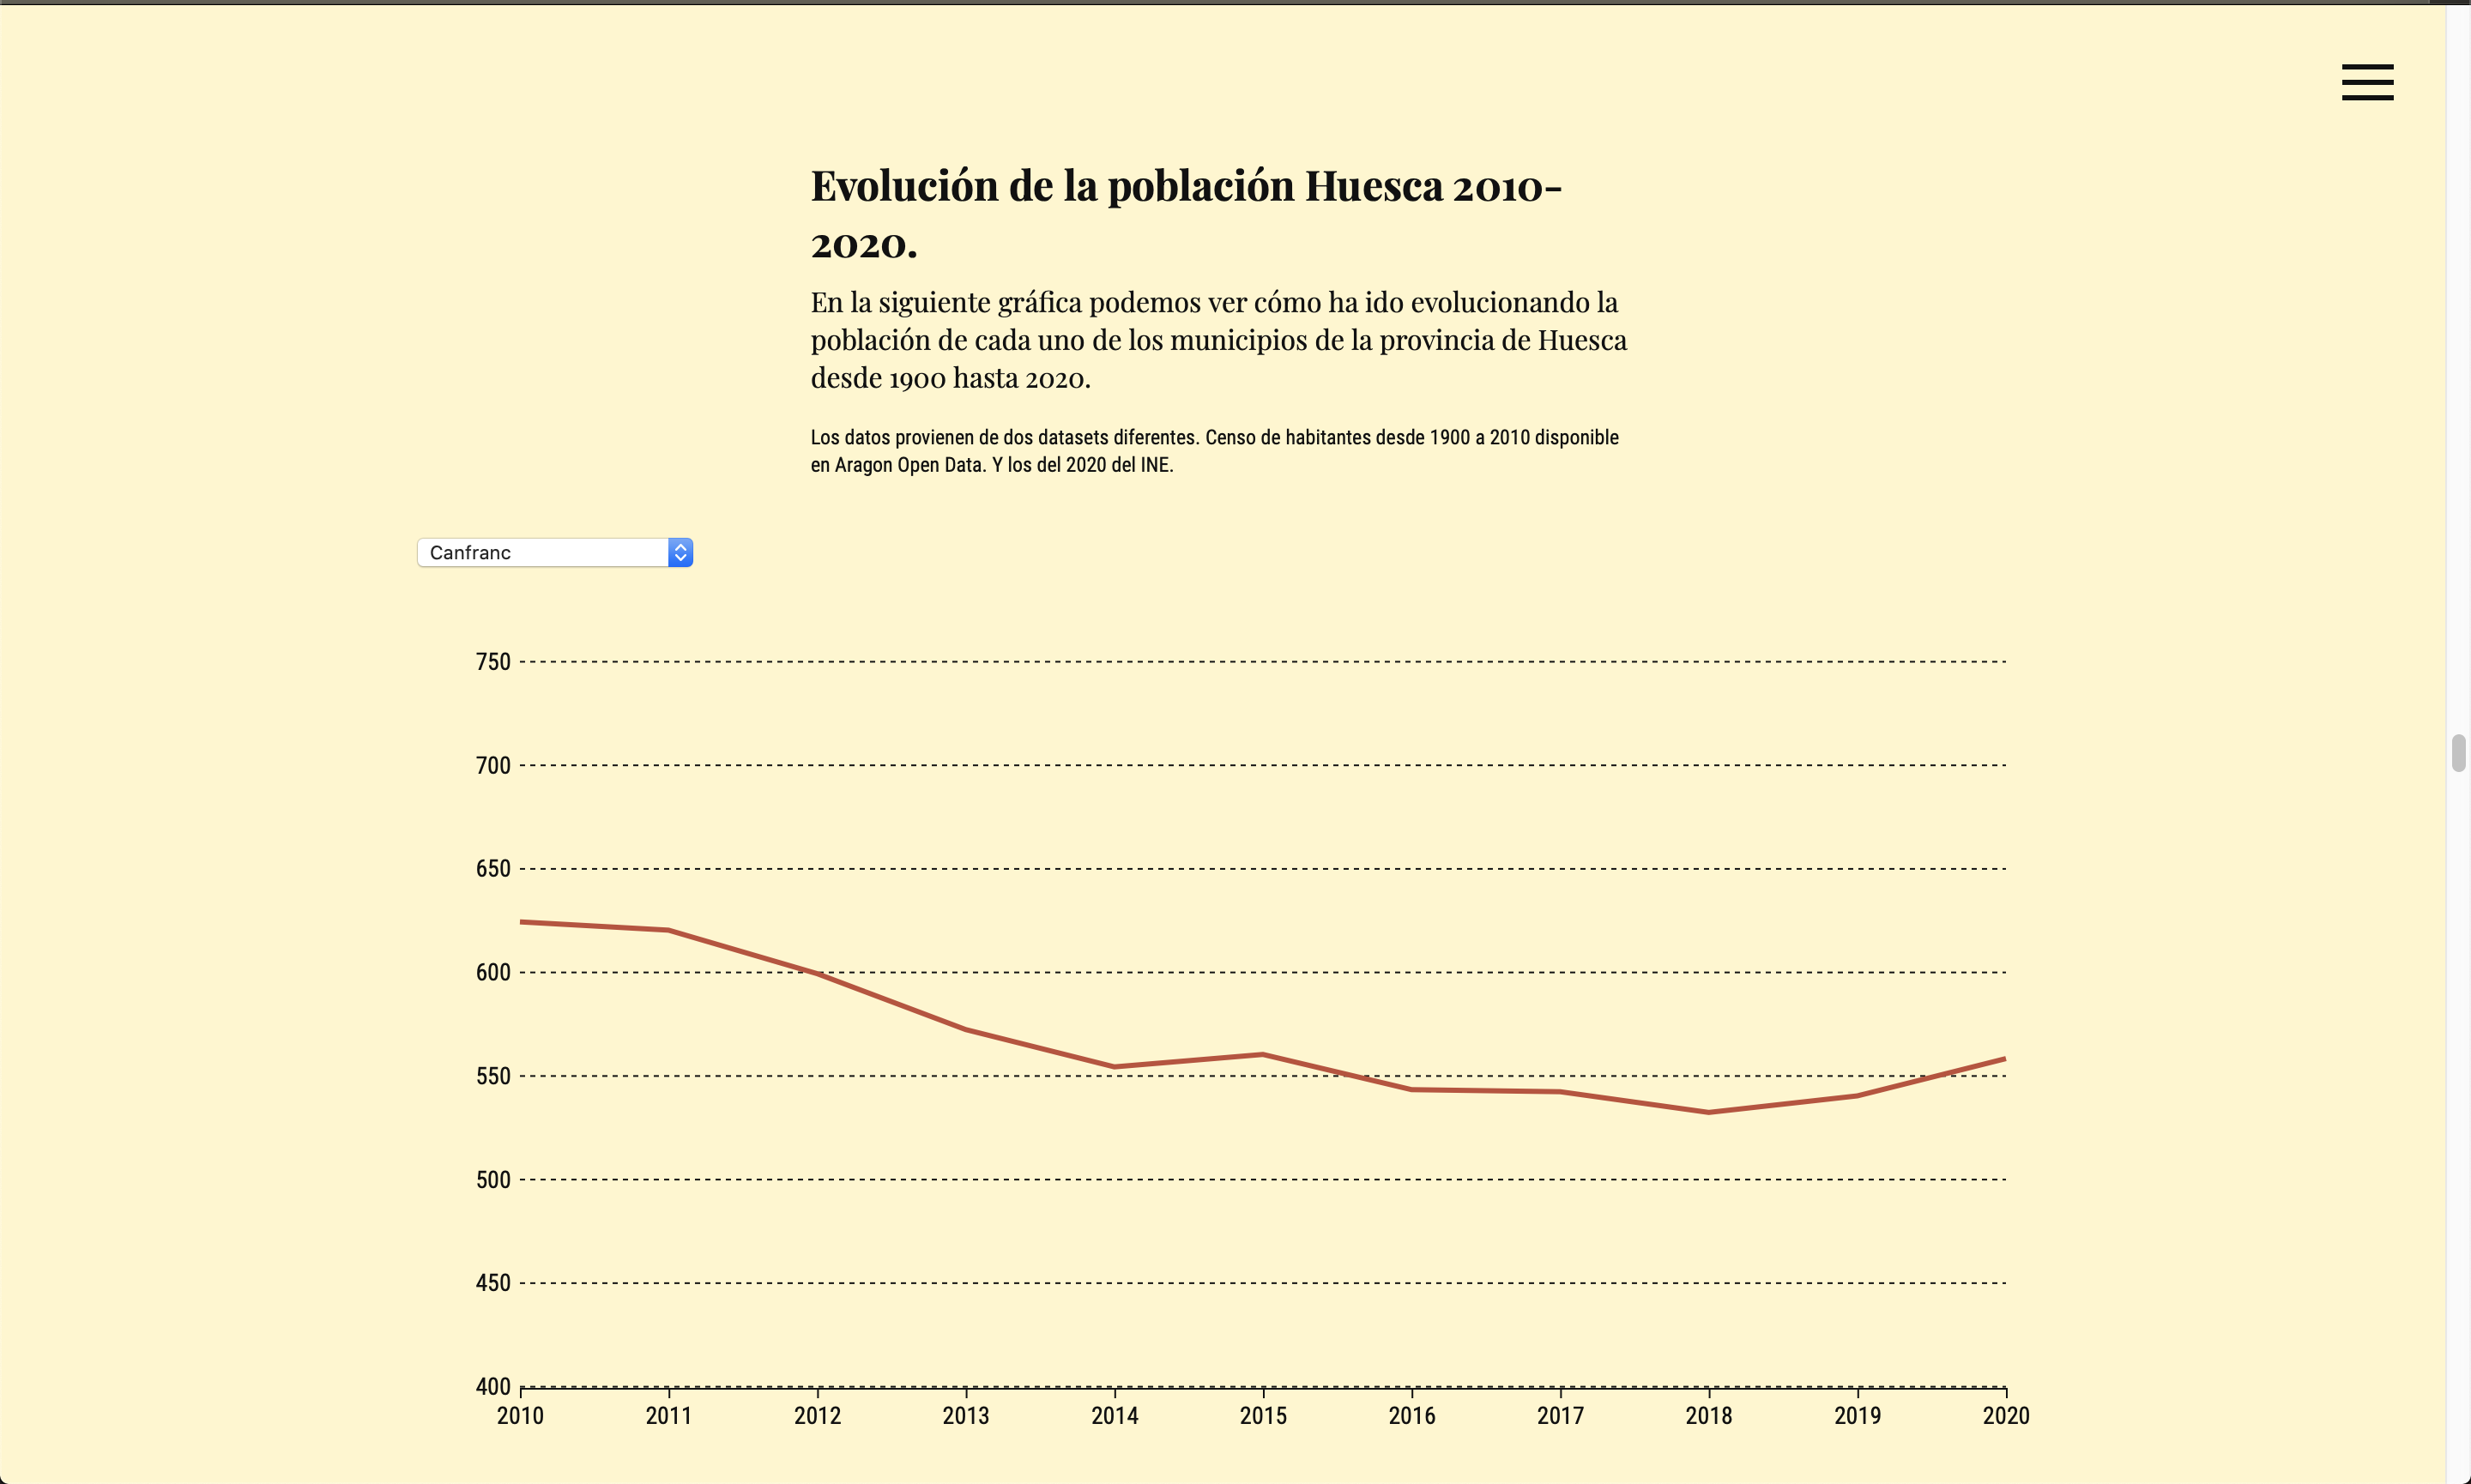 Evolución de la población Huesca 2010-
2020.
En la siguiente gráfica podemos ver cómo ha ido evolucionando la
población de cada uno de los municipios de la provincia de Huesca
desde 1900 hasta 2020.
Los datos provienen de dos datasets diferentes. Censo de habitantes desde 1900 a 2010 disponible
en Aragon Open Data. Y los del 2020 del INE.
Canfranc
750
700
650
600
550
500
450
400
2010 2011 2012 2013 2014 2015 2016 2017 2018 2019 2020